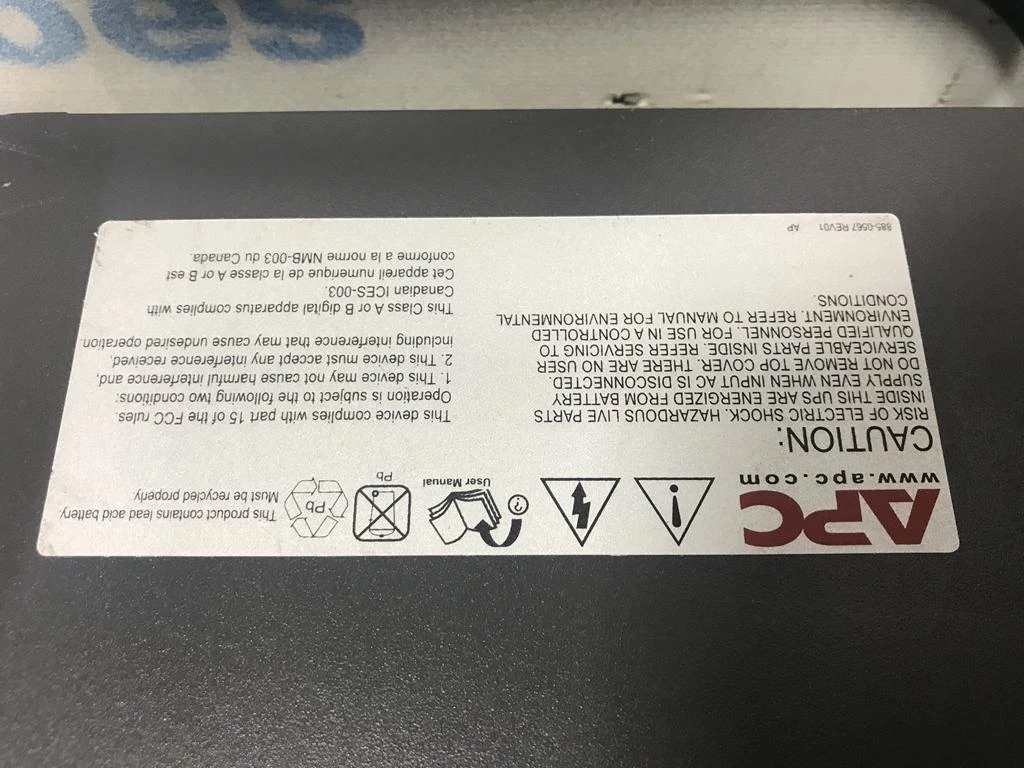 APC
www.apc.com
User Manual
Pb
Pb
This product contains lead acid battery.
Must be recycled properly
CAUTION:
RISK OF ELECTRIC SHOCK. HAZARDOUS LIVE PARTS
INSIDE THIS UPS ARE ENERGIZED FROM BATTERY
SUPPLY EVEN WHEN INPUT AC IS DISCONNECTED.
DO NOT REMOVE TOP COVER. THERE ARE NO USER
SERVICEABLE PARTS INSIDE. REFER SERVICING TO
QUALIFIED PERSONNEL. FOR USE IN A CONTROLLED
ENVIRONMENT. REFER TO MANUAL FOR ENVIRONMENTAL
CONDITIONS.
885-0567 REV01 AP
This device complies with part 15 of the FCC rules.
Operation is subject to the following two conditions:
1. This device may not cause harmful interference and,
2. This device must accept any interference received,
including interference that may cause undesired operation.
This Class A or B digital apparatus complies with
Canadian ICES-003.
Cet appareil numerique de la classe A or B est
conforme a la norme NMB-003 du Canada.